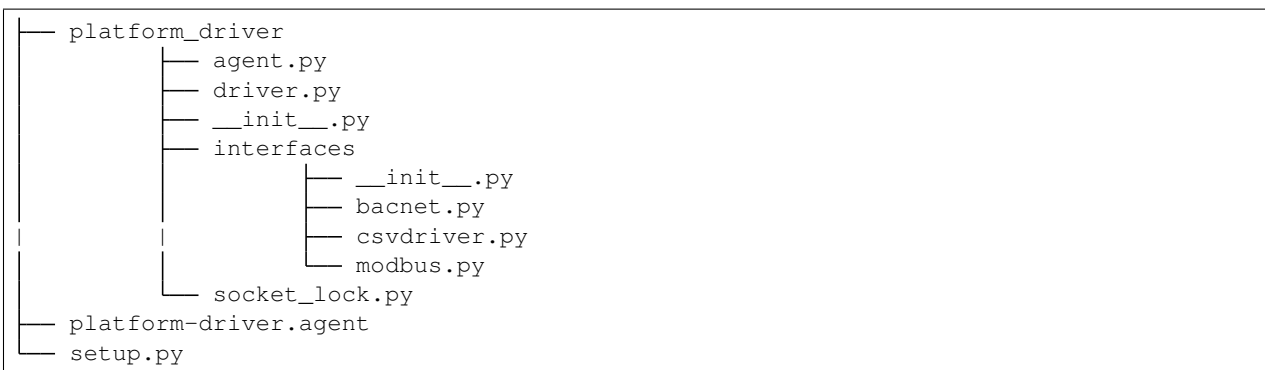 ├── platform_driver
│         ├── agent.py
│         ├── driver.py
│         ├── __init__.py
│         ├── interfaces
│         │         ├── __init__.py
│         │         ├── bacnet.py
|         |         ├── csvdriver.py
│         │         └── modbus.py
│         └── socket_lock.py
├── platform-driver.agent
└── setup.py